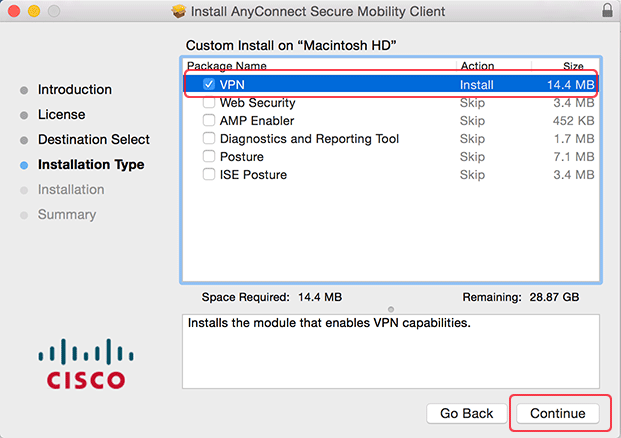 Install AnyConnect Secure Mobility Client
Custom Install on “Macintosh HD”
Package Name Action Size
VPN Install 14.4 MB
Web Security Skip 3.4 MB
AMP Enabler Skip 452 KB
Diagnostics and Reporting Tool Skip 1.7 MB
Posture Skip 7.1 MB
ISE Posture Skip 3.4 MB
Introduction
License
Destination Select
Installation Type
Installation
Summary
Space Required: 14.4 MB Remaining: 28.87 GB
Installs the module that enables VPN capabilities.
CISCO
Go Back Continue